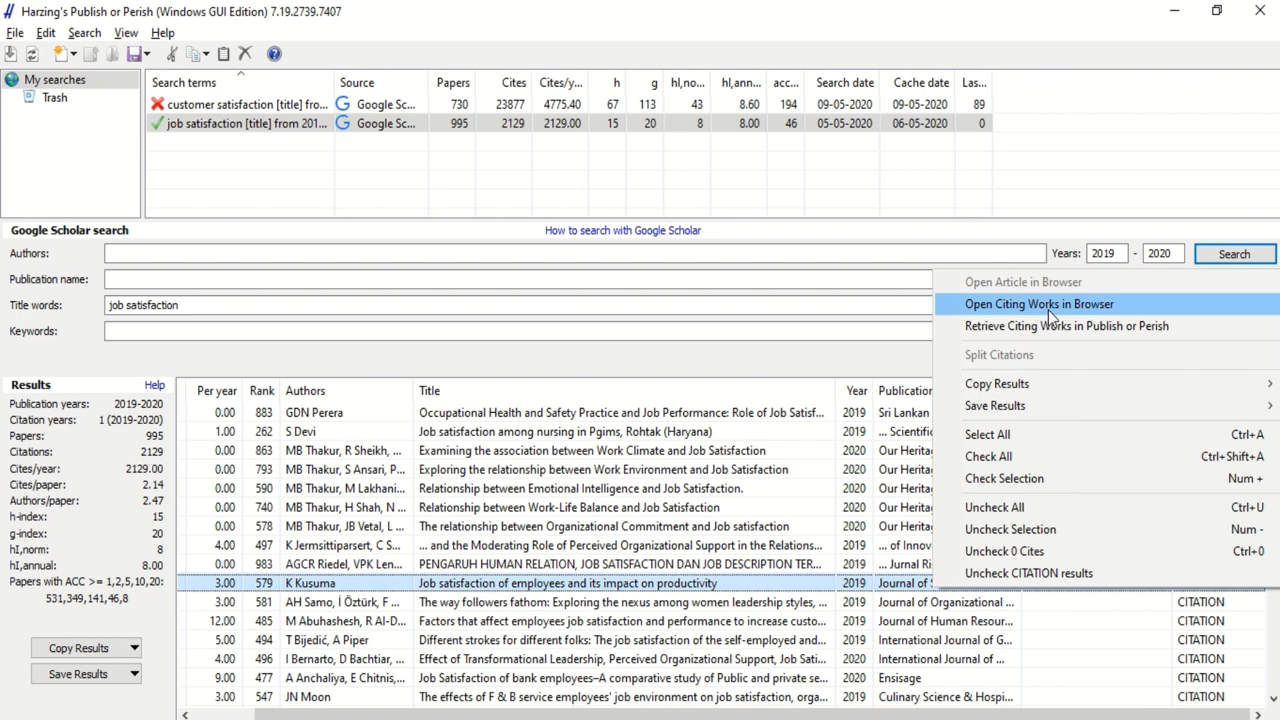 Harzing's Publish or Perish (Windows GUI Edition) 7.19.2739.7407
File Edit Search View Help
My searches
Trash
Search terms Source Papers Cites Cites/y... h g hI,no... hI,ann... acc... Search date Cache date Las...
customer satisfaction [title] fro... Google Sc... 730 23877 4775.40 67 113 43 8.60 194 09-05-2020 09-05-2020 89
job satisfaction [title] from 201... Google Sc... 995 2129 2129.00 15 20 8 8.00 46 05-05-2020 06-05-2020 0
Google Scholar search How to search with Google Scholar
Authors: Years: 2019 - 2020 Search
Publication name:
Title words: job satisfaction
Keywords:
Open Article in Browser
Open Citing Works in Browser
Retrieve Citing Works in Publish or Perish
Split Citations
Copy Results
Save Results
Select All Ctrl+A
Check All Ctrl+Shift+A
Check Selection Num +
Uncheck All Ctrl+U
Uncheck Selection Num -
Uncheck 0 Cites Ctrl+0
Uncheck CITATION results
Results Help
Publication years: 2019-2020
Citation years: 1 (2019-2020)
Papers: 995
Citations: 2129
Cites/year: 2129.00
Cites/paper: 2.14
Authors/paper: 2.47
h-index: 15
g-index: 20
hI,norm: 8
hI,annual: 8.00
Papers with ACC >= 1,2,5,10,20:
531,349,141,46,8
Copy Results
Save Results
Per year Rank Authors Title Year Publication
0.00 883 GDN Perera Occupational Health and Safety Practice and Job Performance: Role of Job Satisf... 2019 Sri Lankan
1.00 262 S Devi Job satisfaction among nursing in Pgims, Rohtak (Haryana) 2019 ... Scientific
0.00 863 MB Thakur, R Sheikh, ... Examining the association between Work Climate and Job Satisfaction 2020 Our Heritag
0.00 793 MB Thakur, S Ansari, P... Exploring the relationship between Work Environment and Job Satisfaction 2020 Our Heritag
0.00 590 MB Thakur, M Lakhani... Relationship between Emotional Intelligence and Job Satisfaction. 2020 Our Heritag
0.00 740 MB Thakur, H Shah, N ... Relationship between Work-Life Balance and Job Satisfaction 2020 Our Heritag
0.00 578 MB Thakur, JB Vetal, L ... The relationship between Organizational Commitment and Job satisfaction 2020 Our Heritag
4.00 497 K Jermsittiparsert, C S... ... and the Moderating Role of Perceived Organizational Support in the Relations... 2019 ... of Innov
0.00 983 AGCR Riedel, VPK Len... PENGARUH HUMAN RELATION, JOB SATISFACTION DAN JOB DESCRIPTION TER... 2019 ... Jurnal Ris
3.00 579 K Kusuma Job satisfaction of employees and its impact on productivity 2019 Journal of S
3.00 581 AH Samo, İ Öztürk, F ... The way followers fathom: Exploring the nexus among women leadership styles, ... 2019 Journal of Organizational ... CITATION
12.00 485 M Abuhashesh, R Al-D... Factors that affect employees job satisfaction and performance to increase custo... 2019 Journal of Human Resour... CITATION
5.00 494 T Bijedić, A Piper Different strokes for different folks: The job satisfaction of the self-employed and... 2019 International Journal of G... CITATION
4.00 496 I Bernarto, D Bachtiar, ... Effect of Transformational Leadership, Perceived Organizational Support, Job Sati... 2020 International Journal of ... CITATION
9.00 477 A Anchaliya, E Chitnis,... Job Satisfaction of bank employees–A comparative study of Public and private se... 2020 Ensisage CITATION
3.00 547 JN Moon The effects of F & B service employees' job environment on job satisfaction, orga... 2019 Culinary Science & Hospi... CITATION